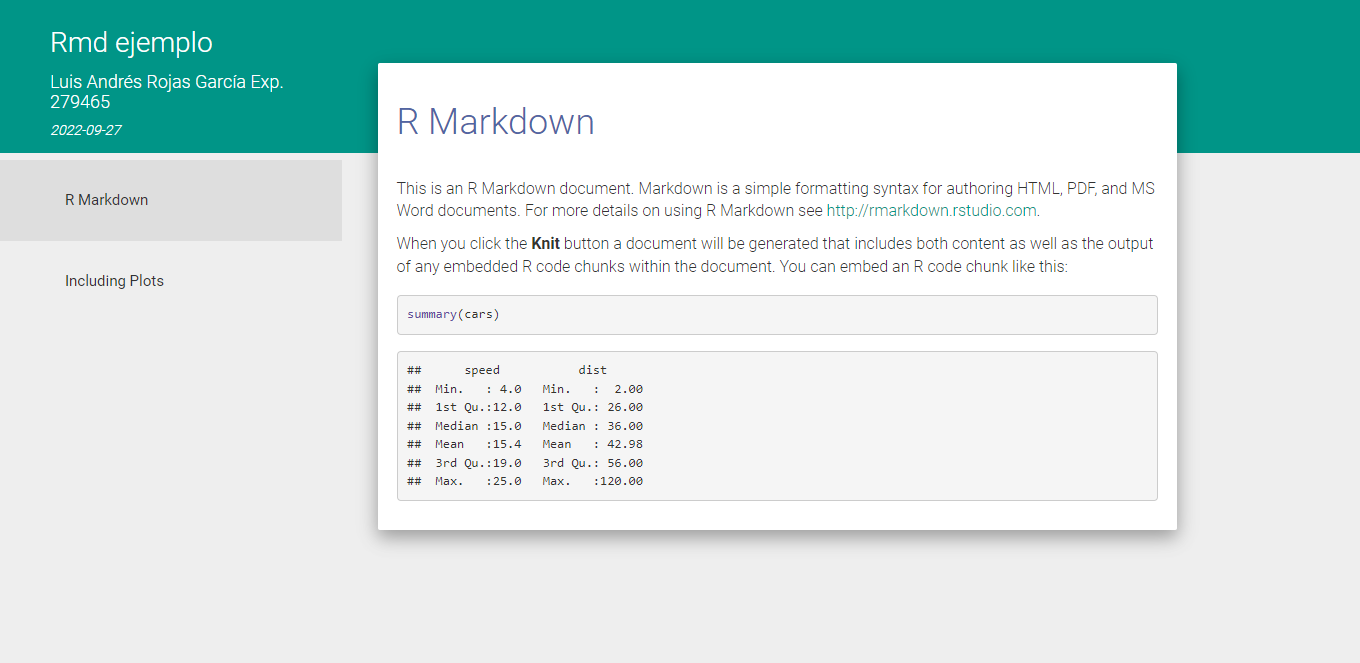 Rmd ejemplo
Luis Andrés Rojas García Exp.
279465
2022-09-27
R Markdown
Including Plots
R Markdown
This is an R Markdown document. Markdown is a simple formatting syntax for authoring HTML, PDF, and MS
Word documents. For more details on using R Markdown see http://rmarkdown.rstudio.com.
When you click the Knit button a document will be generated that includes both content as well as the output
of any embedded R code chunks within the document. You can embed an R code chunk like this:
summary(cars)
##      speed           dist
##  Min.   : 4.0   Min.   :  2.00
##  1st Qu.:12.0   1st Qu.: 26.00
##  Median :15.0   Median : 36.00
##  Mean   :15.4   Mean   : 42.98
##  3rd Qu.:19.0   3rd Qu.: 56.00
##  Max.   :25.0   Max.   :120.00